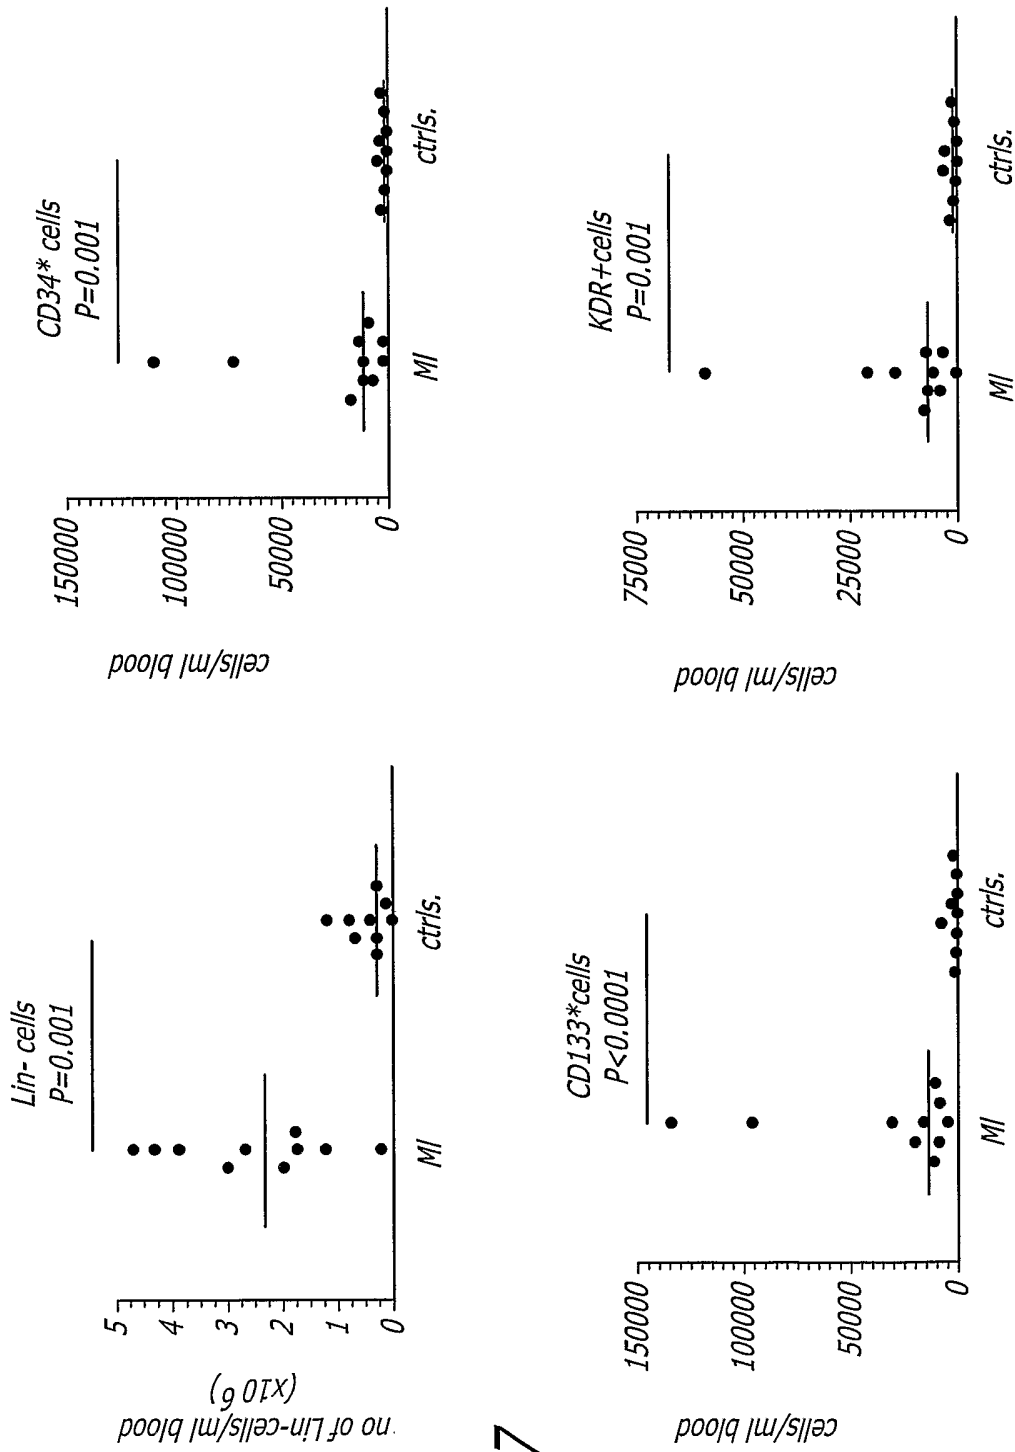 Lin- cells
P=0.001
no of Lin-cells/ml blood
(x10 6)
5
4
3
2
1
0
MI
ctrls.
CD34* cells
P=0.001
cells/ml blood
150000
100000
50000
0
MI
ctrls.
7
CD133*cells
P<0.0001
cells/ml blood
150000
100000
50000
0
MI
ctrls.
KDR+cells
P=0.001
cells/ml blood
75000
50000
25000
0
MI
ctrls.